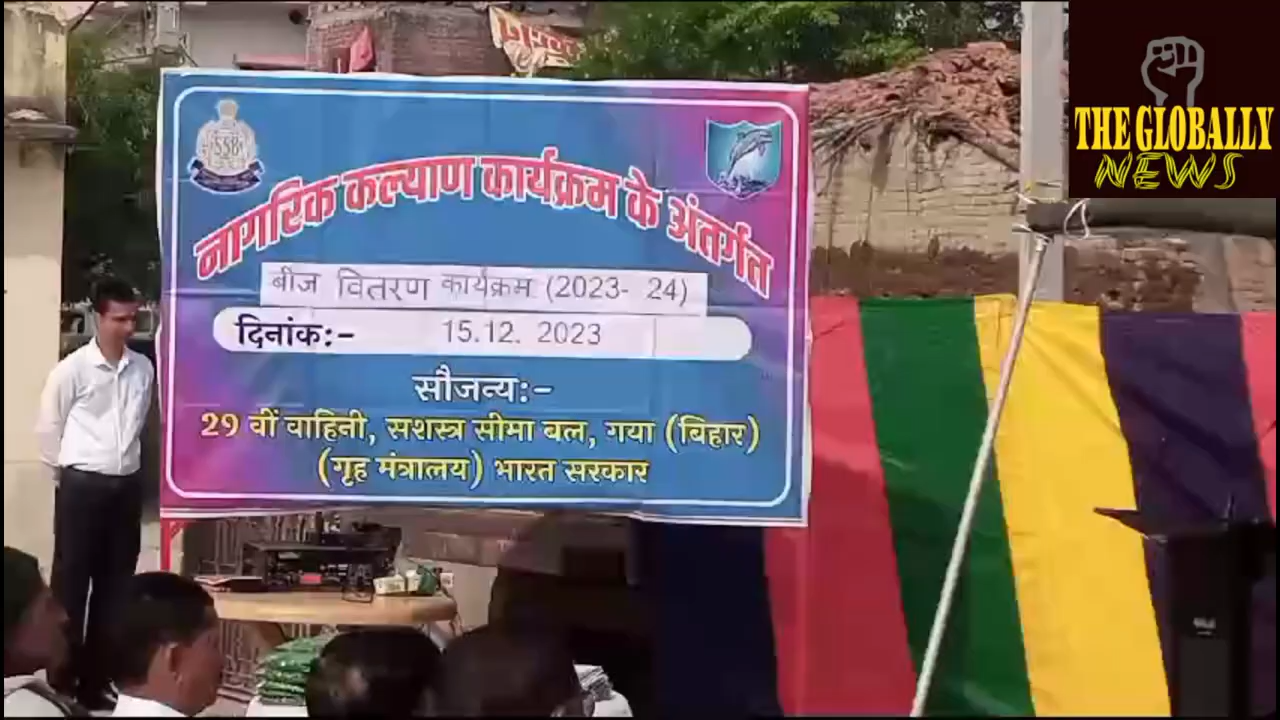 THE GLOBALLY
NEWS
SSB
नागरिक कल्याण कार्यक्रम के अंतर्गत
बीज वितरण कार्यक्रम (2023- 24)
दिनांक:- 15.12. 2023
सौजन्य:-
29 वीं वाहिनी, सशस्त्र सीमा बल, गया (बिहार)
(गृह मंत्रालय) भारत सरकार